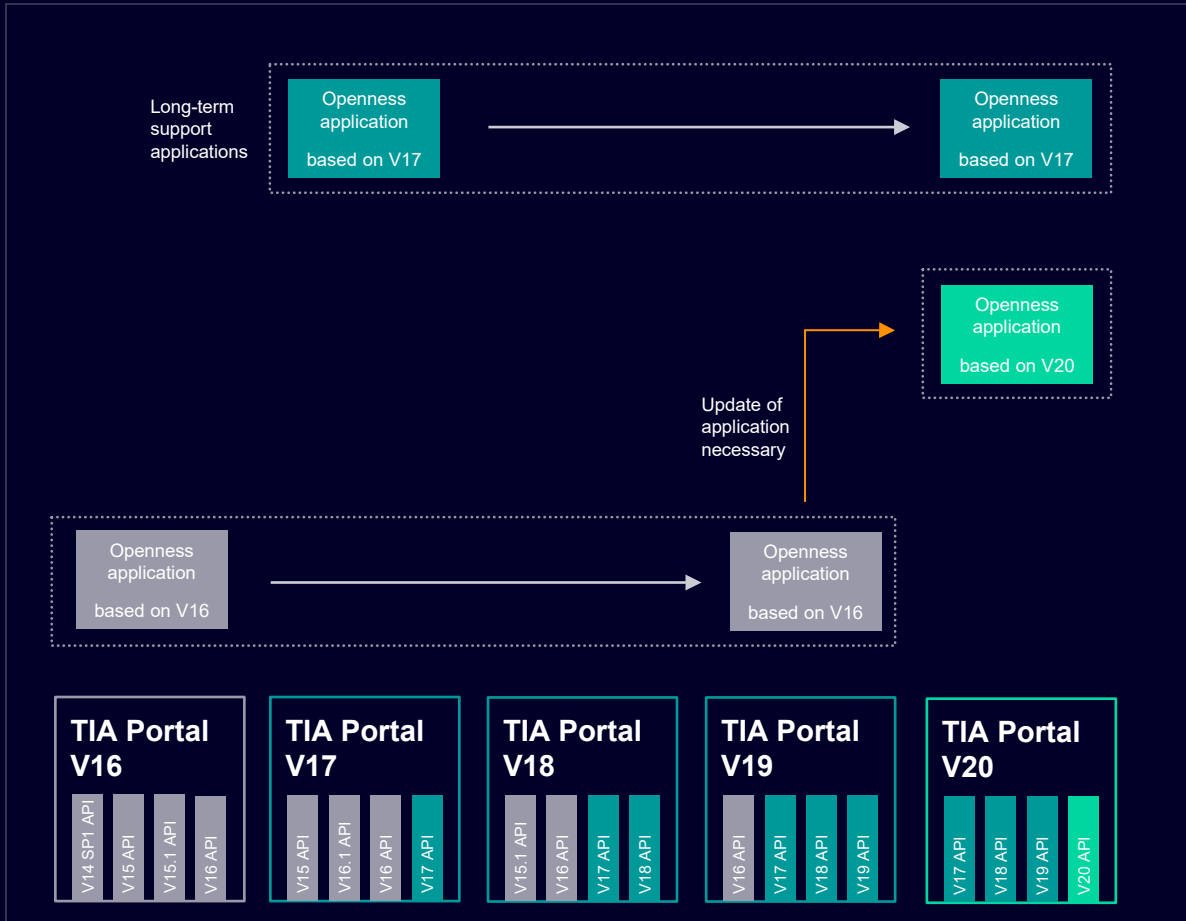 Long-term
support
applications
Openness
application
based on V17
Openness
application
based on V17
Openness
application
based on V20
Update of
application
necessary
Openness
application
based on V16
Openness
application
based on V16
TIA Portal
V16
V14 SP1 API
V15 API
V15.1 API
V16 API
TIA Portal
V17
V15 API
V16.1 API
V16 API
V17 API
TIA Portal
V18
V15.1 API
V16 API
V17 API
V18 API
TIA Portal
V19
V16 API
V17 API
V18 API
V19 API
TIA Portal
V20
V17 API
V18 API
V19 API
V20 API